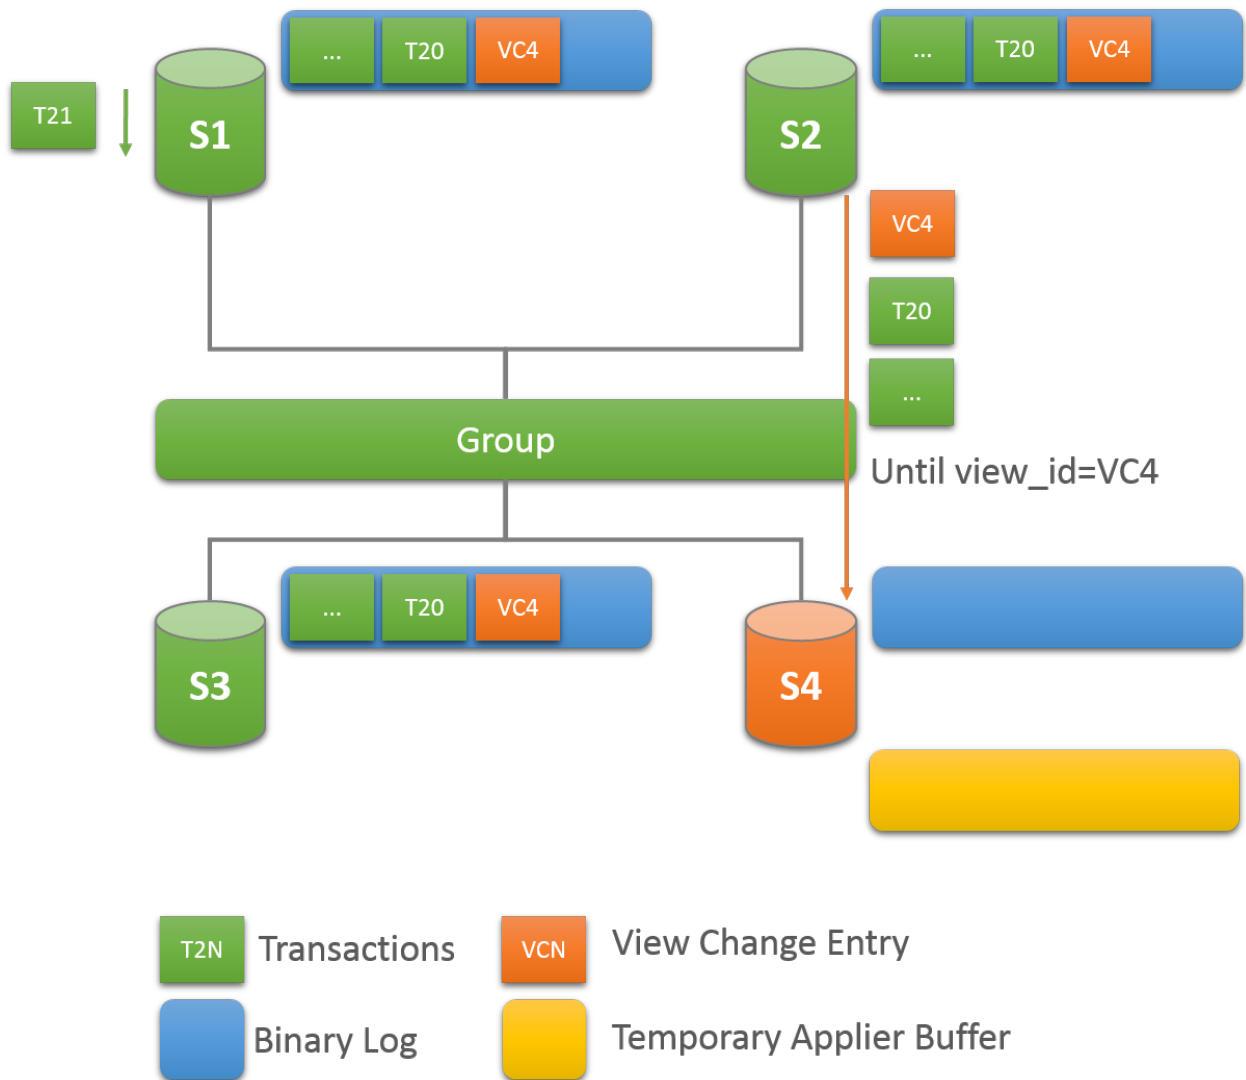 ... T20 VC4
... T20 VC4
T21
S1
S2
VC4
T20
...
Group
Until view_id=VC4
... T20 VC4
S3
S4
T2N Transactions
VCN View Change Entry
Binary Log
Temporary Applier Buffer